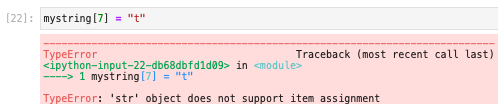 [22]: mystring[7] = "t"
---------------------------------------------------------------------------
TypeError Traceback (most recent call last)
<ipython-input-22-db68dbfd1d09> in <module>
----> 1 mystring[7] = "t"
TypeError: 'str' object does not support item assignment